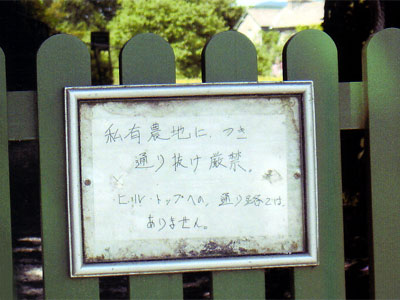 私有農地に、つき
通り抜け厳禁。
ヒル・トップへの、通り路では、
ありません。